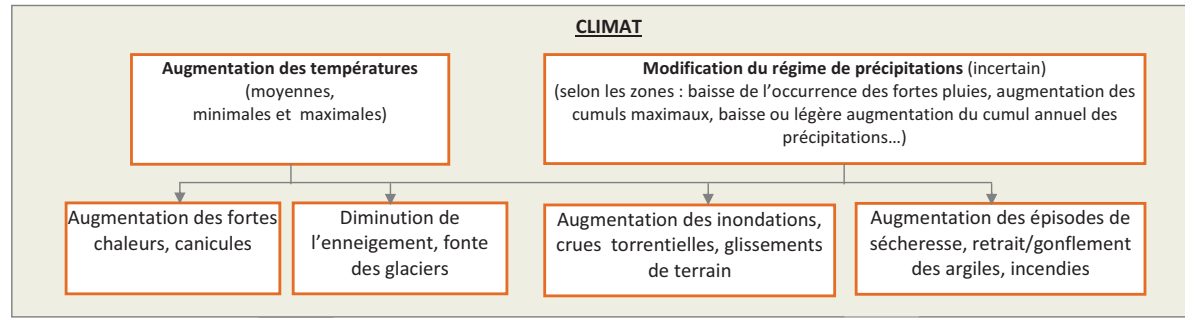 CLIMAT
Augmentation des températures
(moyennes,
minimales et maximales)
Modification du régime de précipitations (incertain)
(selon les zones : baisse de l’occurrence des fortes pluies, augmentation des
cumuls maximaux, baisse ou légère augmentation du cumul annuel des
précipitations…)
Augmentation des fortes
chaleurs, canicules
Diminution de
l’enneigement, fonte
des glaciers
Augmentation des inondations,
crues torrentielles, glissements
de terrain
Augmentation des épisodes de
sécheresse, retrait/gonflement
des argiles, incendies